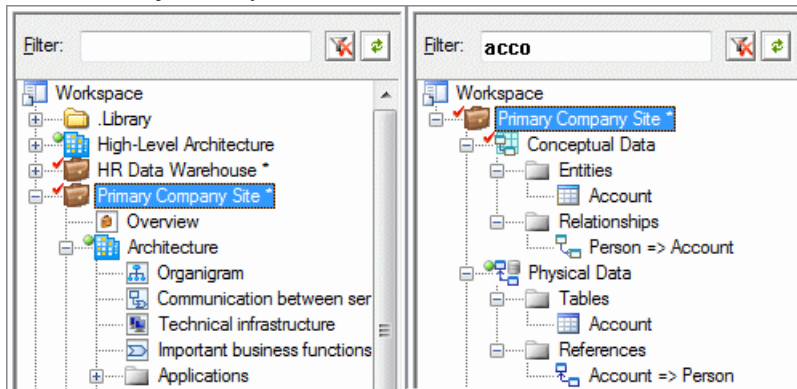 Filter:
Workspace
.Library
High-Level Architecture
HR Data Warehouse *
Primary Company Site *
Overview
Architecture
Organigram
Communication between ser
Technical infrastructure
Important business functions
Applications
Filter: acco
Workspace
Primary Company Site *
Conceptual Data
Entities
Account
Relationships
Person => Account
Physical Data
Tables
Account
References
Account => Person